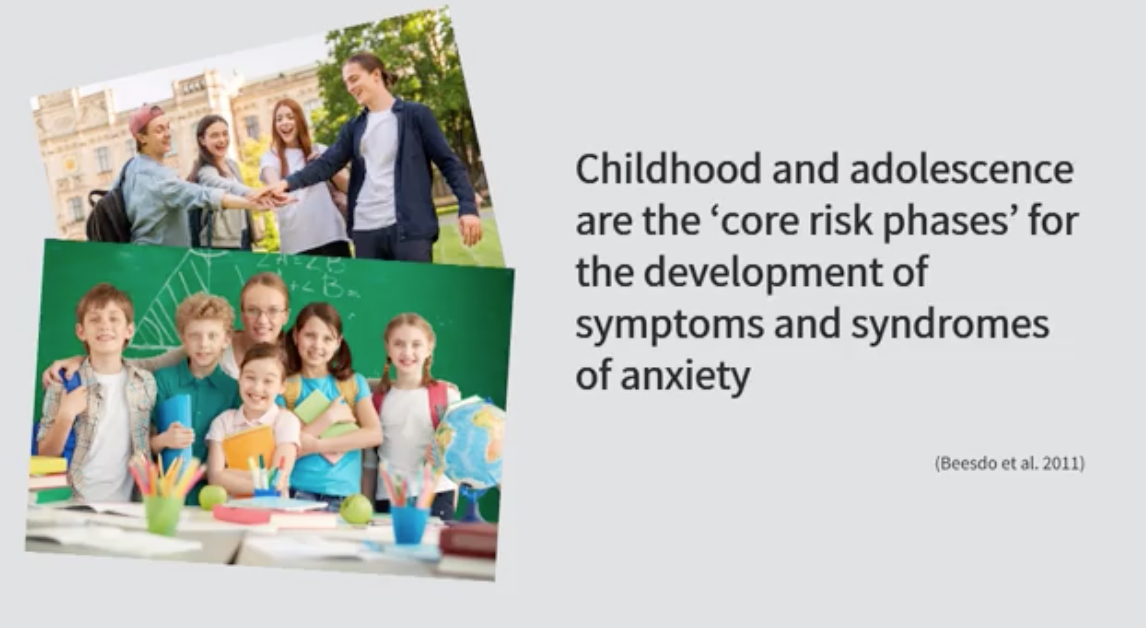 Childhood and adolescence
are the ‘core risk phases’ for
the development of
symptoms and syndromes
of anxiety
(Beesdo et al. 2011)